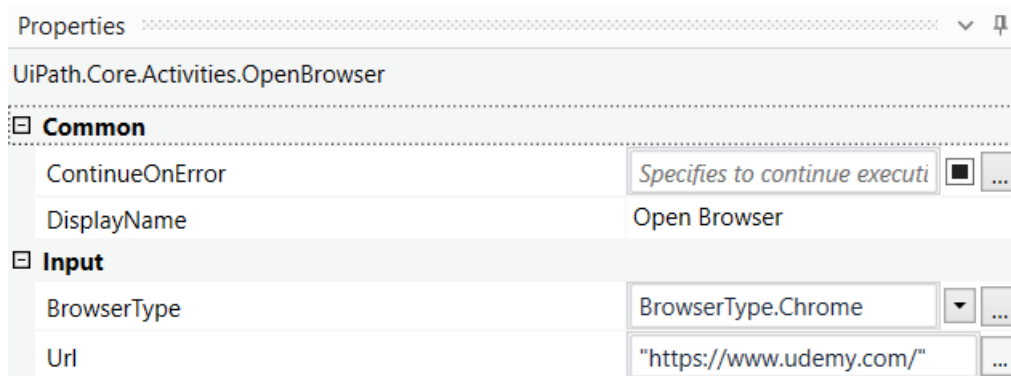 Properties
UiPath.Core.Activities.OpenBrowser
Common
ContinueOnError Specifies to continue executi ...
DisplayName Open Browser
Input
BrowserType BrowserType.Chrome ...
Url "https://www.udemy.com/" ...